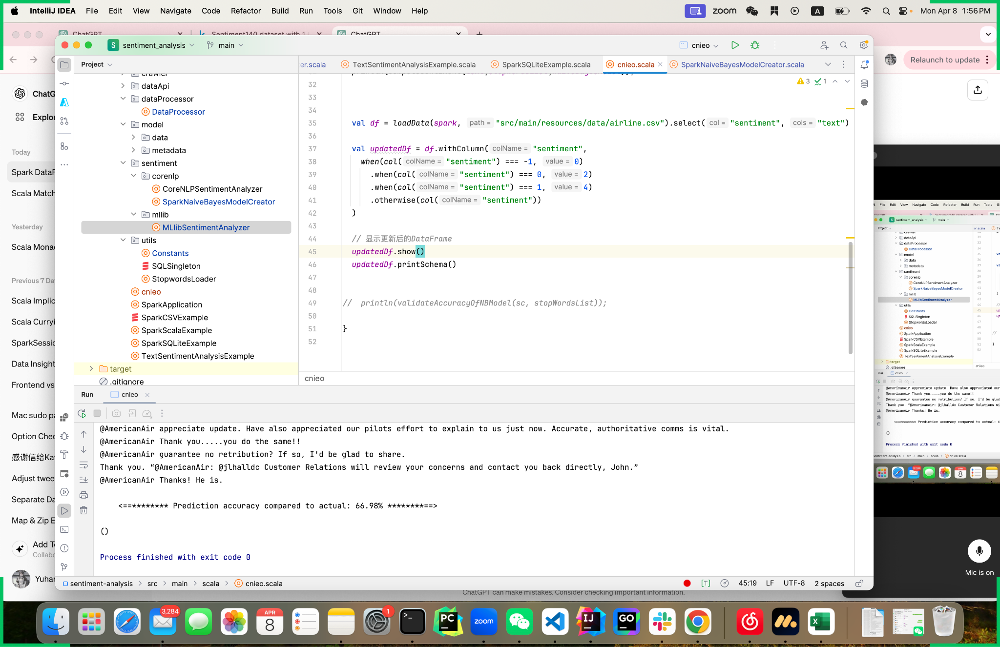 IntelliJ IDEA File Edit View Navigate Code Refactor Build Run Tools Git Window Help zoom A Mon Apr 8 1:56 PM
ChatGPT Sentiment140 dataset with 1 ChatGPT
S sentiment_analysis main cnieo
Relaunch to update
Project
er.scala TextSentimentAnalysisExample.scala SparkSQLiteExample.scala cnieo.scala SparkNaiveBayesModelCreator.scala
3 1
ChatG
Explor
Today
Spark DataF
Scala Match
Yesterday
Scala Monac
Previous 7 Da
Scala Implic
Scala Curryi
SparkSessio
Data Insight
Frontend vs
Mac sudo pa
Option Chec
感谢信给Kat
Adjust twee
Separate Da
Map & Zip E
Add Te
Collabo
Yuhan
crawler
dataApi
dataProcessor
DataProcessor
model
data
metadata
sentiment
corenlp
CoreNLPSentimentAnalyzer
SparkNaiveBayesModelCreator
mllib
MLlibSentimentAnalyzer
utils
Constants
SQLSingleton
StopwordsLoader
cnieo
SparkApplication
SparkCSVExample
SparkScalaExample
SparkSQLiteExample
TextSentimentAnalysisExample
target
.gitignore
32
33
34
35 val df = loadData(spark, path = "src/main/resources/data/airline.csv").select( col = "sentiment", cols = "text")
36
37 val updatedDf = df.withColumn( colName = "sentiment",
38 when(col( colName = "sentiment") === -1, value = 0)
39 .when(col( colName = "sentiment") === 0, value = 2)
40 .when(col( colName = "sentiment") === 1, value = 4)
41 .otherwise(col( colName = "sentiment"))
42 )
43
44 // 显示更新后的DataFrame
45 updatedDf.show()
46 updatedDf.printSchema()
47
48
49 // println(validateAccuracyOfNBModel(sc, stopWordsList));
50
51 }
52
cnieo
Run cnieo
@AmericanAir appreciate update. Have also appreciated our pilots effort to explain to us just now. Accurate, authoritative comms is vital.
@AmericanAir Thank you.....you do the same!!
@AmericanAir guarantee no retribution? If so, I'd be glad to share.
Thank you. “@AmericanAir: @jlhalldc Customer Relations will review your concerns and contact you back directly, John.”
@AmericanAir Thanks! He is.
<==******** Prediction accuracy compared to actual: 66.98% ********==>
()
Process finished with exit code 0
sentiment-analysis > src > main > scala > cnieo.scala 45:19 LF UTF-8 2 spaces
ChatGPT can make mistakes. Consider checking important information.
Mic is on
3,284 APR 8 1 >_ PC zoom IJ GO X CSV